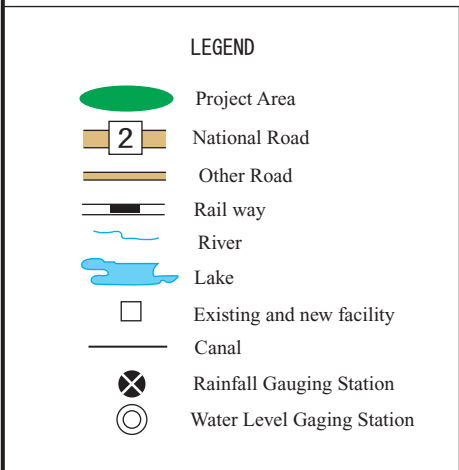 LEGEND
Project Area
2 National Road
Other Road
Rail way
River
Lake
Existing and new facility
Canal
Rainfall Gauging Station
Water Level Gaging Station